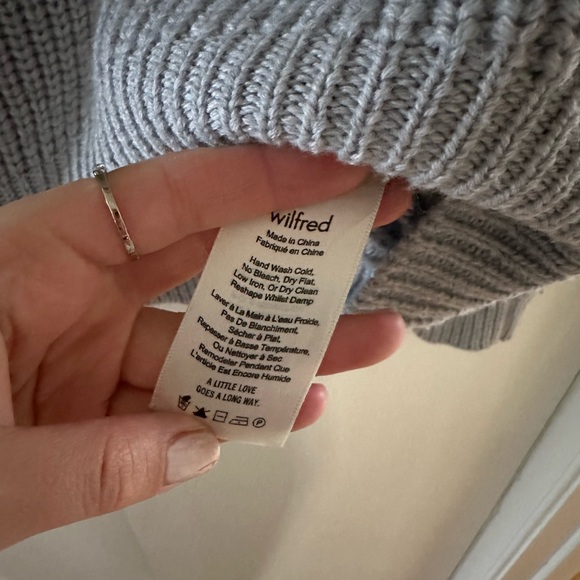 wilfred
Made in China
Fabriqué en Chine
Hand Wash Cold,
No Bleach, Dry Flat,
Low Iron, Or Dry Clean
Reshape Whilst Damp
Laver à La Main à L'eau Froide,
Pas De Blanchiment,
Sécher à Plat,
Repasser à Basse Température,
Ou Nettoyer à Sec
Remodeler Pendant Que
L'article Est Encore Humide
A LITTLE LOVE
GOES A LONG WAY.
P